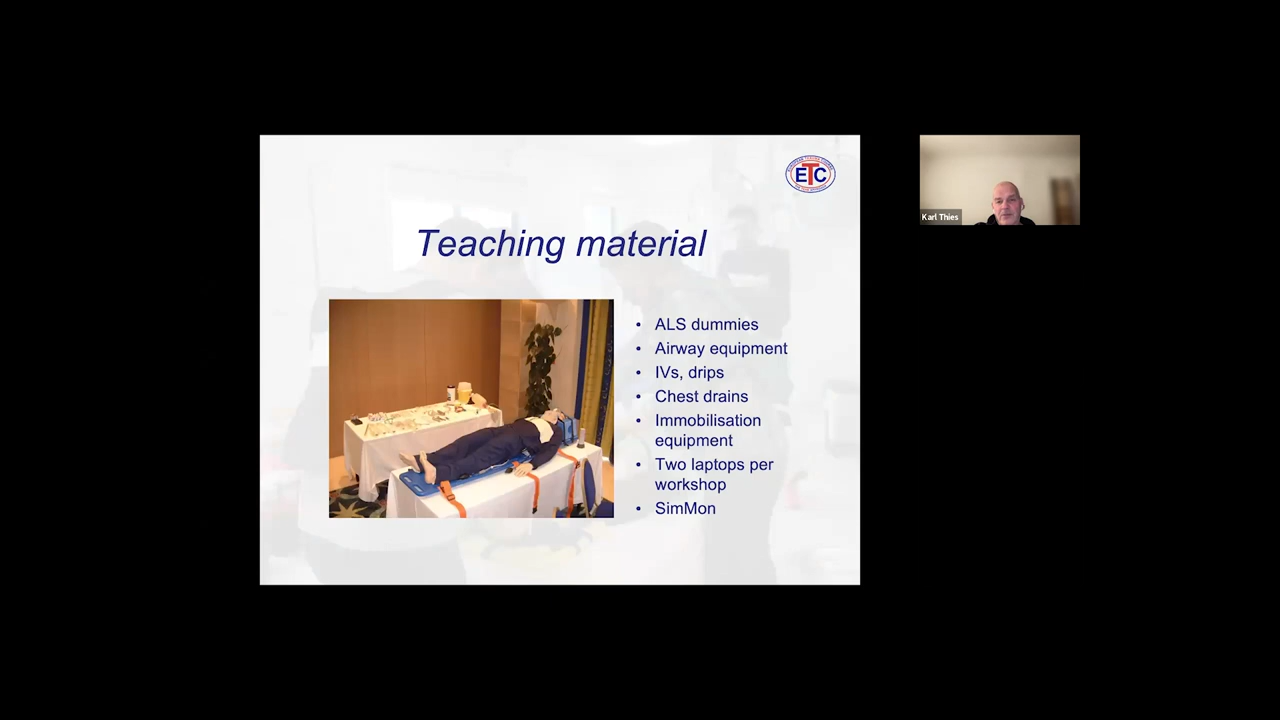 ETC
Teaching material
• ALS dummies
• Airway equipment
• IVs, drips
• Chest drains
• Immobilisation
equipment
• Two laptops per
workshop
• SimMon
Karl Thies